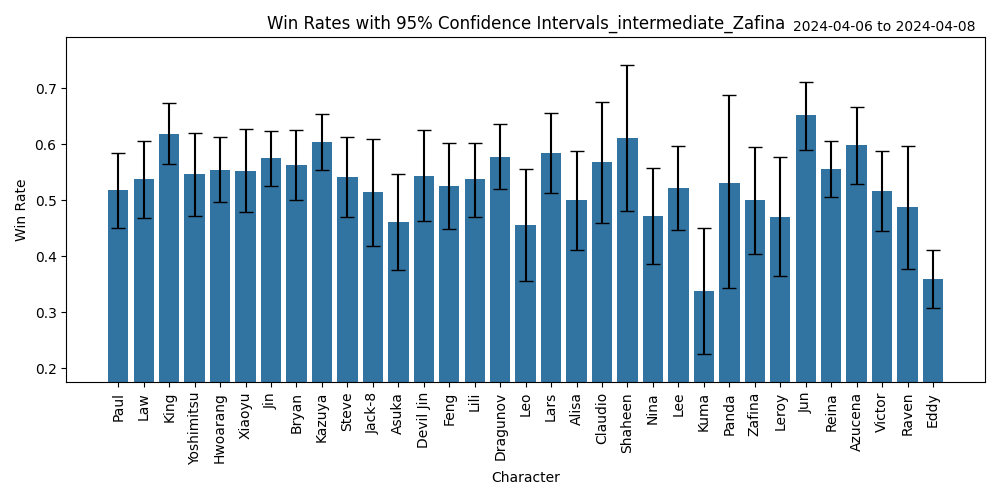 Win Rates with 95% Confidence Intervals_intermediate_Zafina
2024-04-06 to 2024-04-08
Win Rate
0.7
0.6
0.5
0.4
0.3
0.2
Paul
Law
King
Yoshimitsu
Hwoarang
Xiaoyu
Jin
Bryan
Kazuya
Steve
Jack-8
Asuka
Devil Jin
Feng
Lili
Dragunov
Leo
Lars
Alisa
Claudio
Shaheen
Nina
Lee
Kuma
Panda
Zafina
Leroy
Jun
Reina
Azucena
Victor
Raven
Eddy
Character